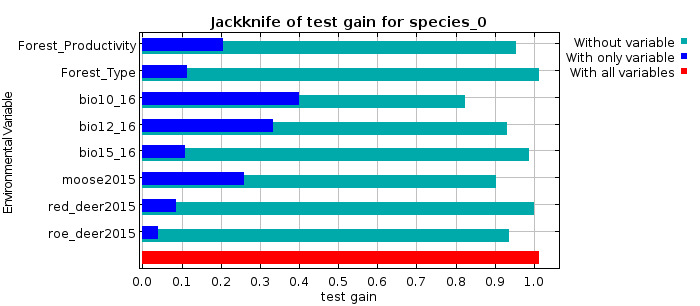 Jackknife of test gain for species_0
Environmental Variable
Forest_Productivity
Forest_Type
bio10_16
bio12_16
bio15_16
moose2015
red_deer2015
roe_deer2015
0.0 0.1 0.2 0.3 0.4 0.5 0.6 0.7 0.8 0.9 1.0
test gain
Without variable
With only variable
With all variables